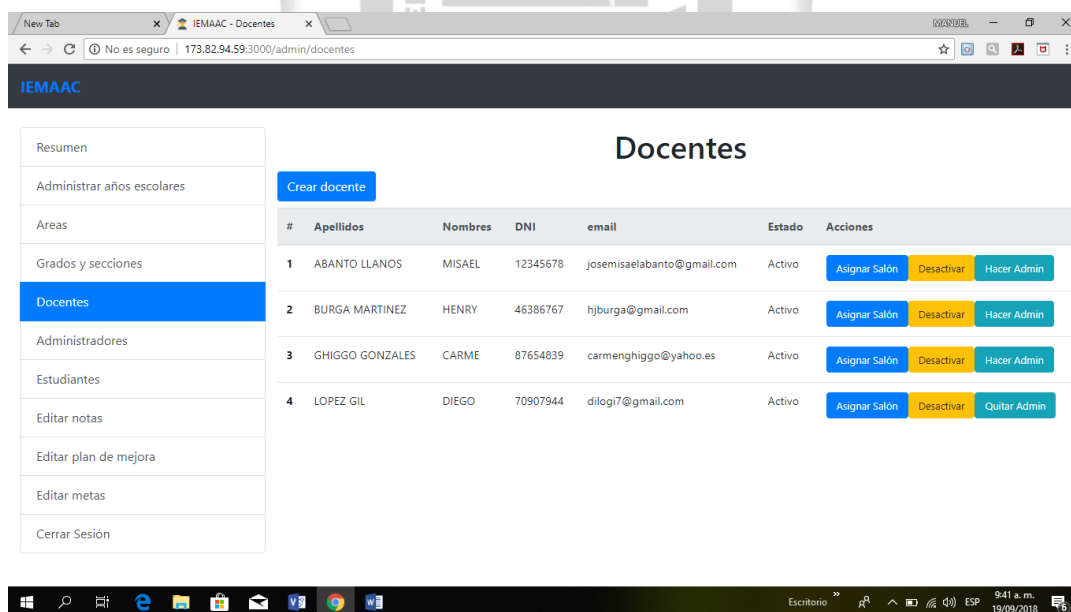 New Tab
IEMAAC - Docentes
MANUEL
No es seguro | 173.82.94.59:3000/admin/docentes
IEMAAC
Resumen
Administrar años escolares
Areas
Grados y secciones
Docentes
Administradores
Estudiantes
Editar notas
Editar plan de mejora
Editar metas
Cerrar Sesión
Docentes
Crear docente
# Apellidos Nombres DNI email Estado Acciones
1 ABANTO LLANOS MISAEL 12345678 josemisaelabanto@gmail.com Activo Asignar Salón Desactivar Hacer Admin
2 BURGA MARTINEZ HENRY 46386767 hjburga@gmail.com Activo Asignar Salón Desactivar Hacer Admin
3 GHIGGO GONZALES CARME 87654839 carmenghiggo@yahoo.es Activo Asignar Salón Desactivar Hacer Admin
4 LOPEZ GIL DIEGO 70907944 dilogi7@gmail.com Activo Asignar Salón Desactivar Quitar Admin
Escritorio ESP 9:41 a. m.
19/09/2018